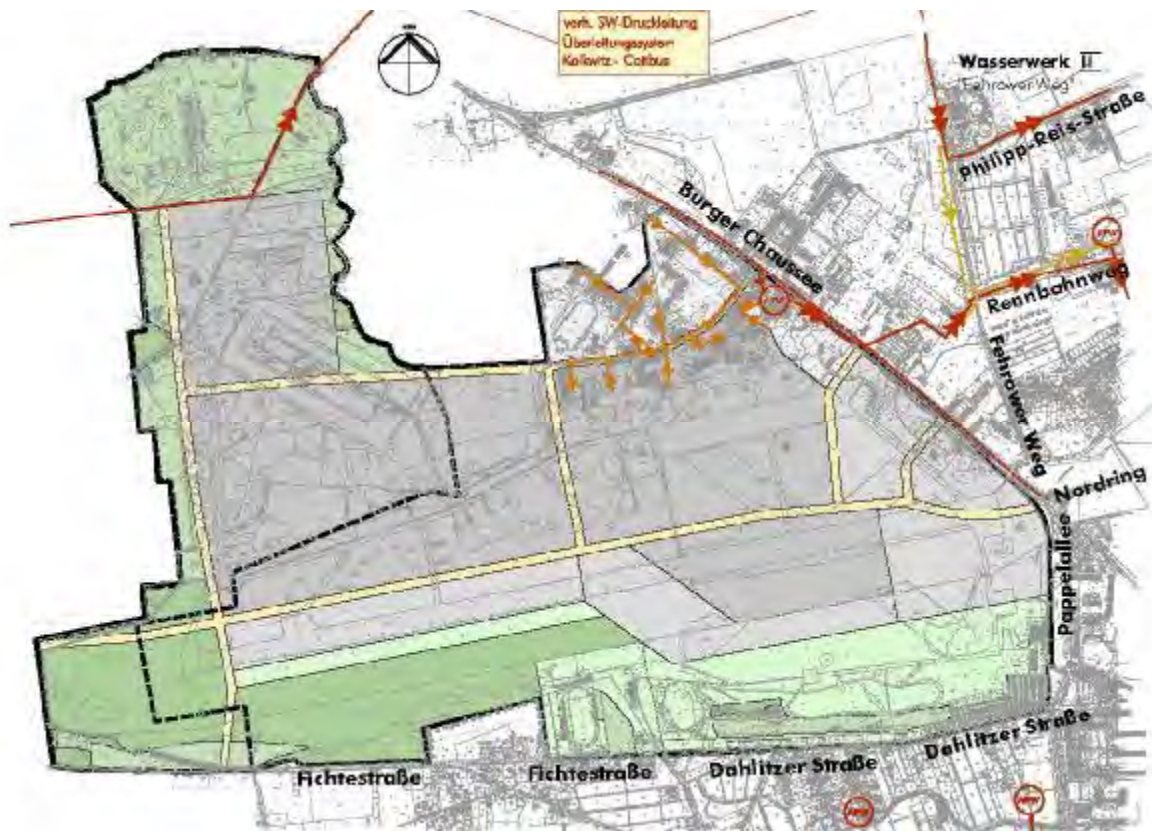 vorh. SW-Druckleitung
Überleitungssystem
Kolkwitz - Cottbus
Wasserwerk II
"Fehrower Weg"
Philipp-Reis-Straße
Burger Chaussee
Rennbahnweg
Fehrower Weg
Nordring
Pappelallee
Dahlitzer Straße
Dahlitzer Straße
Fichtestraße
Fichtestraße